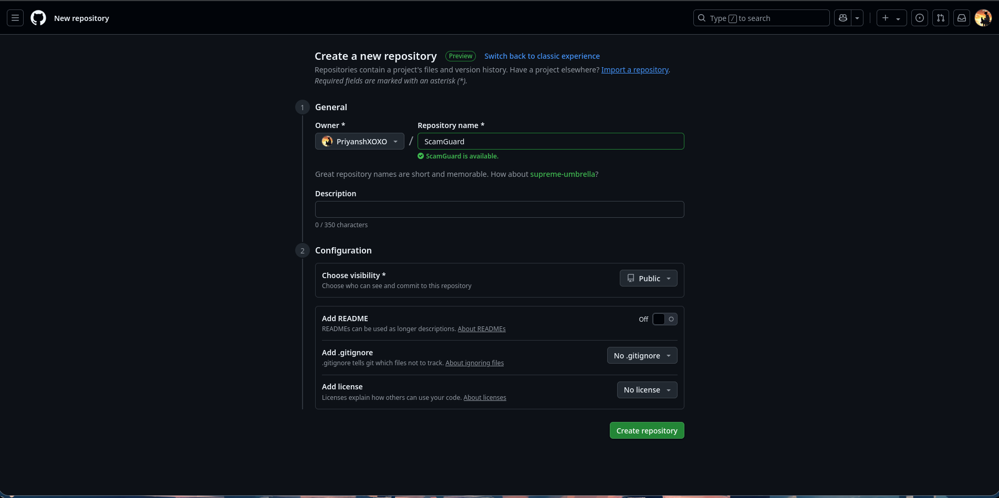 New repository
Type / to search
Create a new repository Preview Switch back to classic experience
Repositories contain a project's files and version history. Have a project elsewhere? Import a repository.
Required fields are marked with an asterisk (*).
1 General
Owner * Repository name *
PriyanshXOXO / ScamGuard
ScamGuard is available.
Great repository names are short and memorable. How about supreme-umbrella?
Description
0 / 350 characters
2 Configuration
Choose visibility * Public
Choose who can see and commit to this repository
Add README Off
READMEs can be used as longer descriptions. About READMEs
Add .gitignore No .gitignore
.gitignore tells git which files not to track. About ignoring files
Add license No license
Licenses explain how others can use your code. About licenses
Create repository